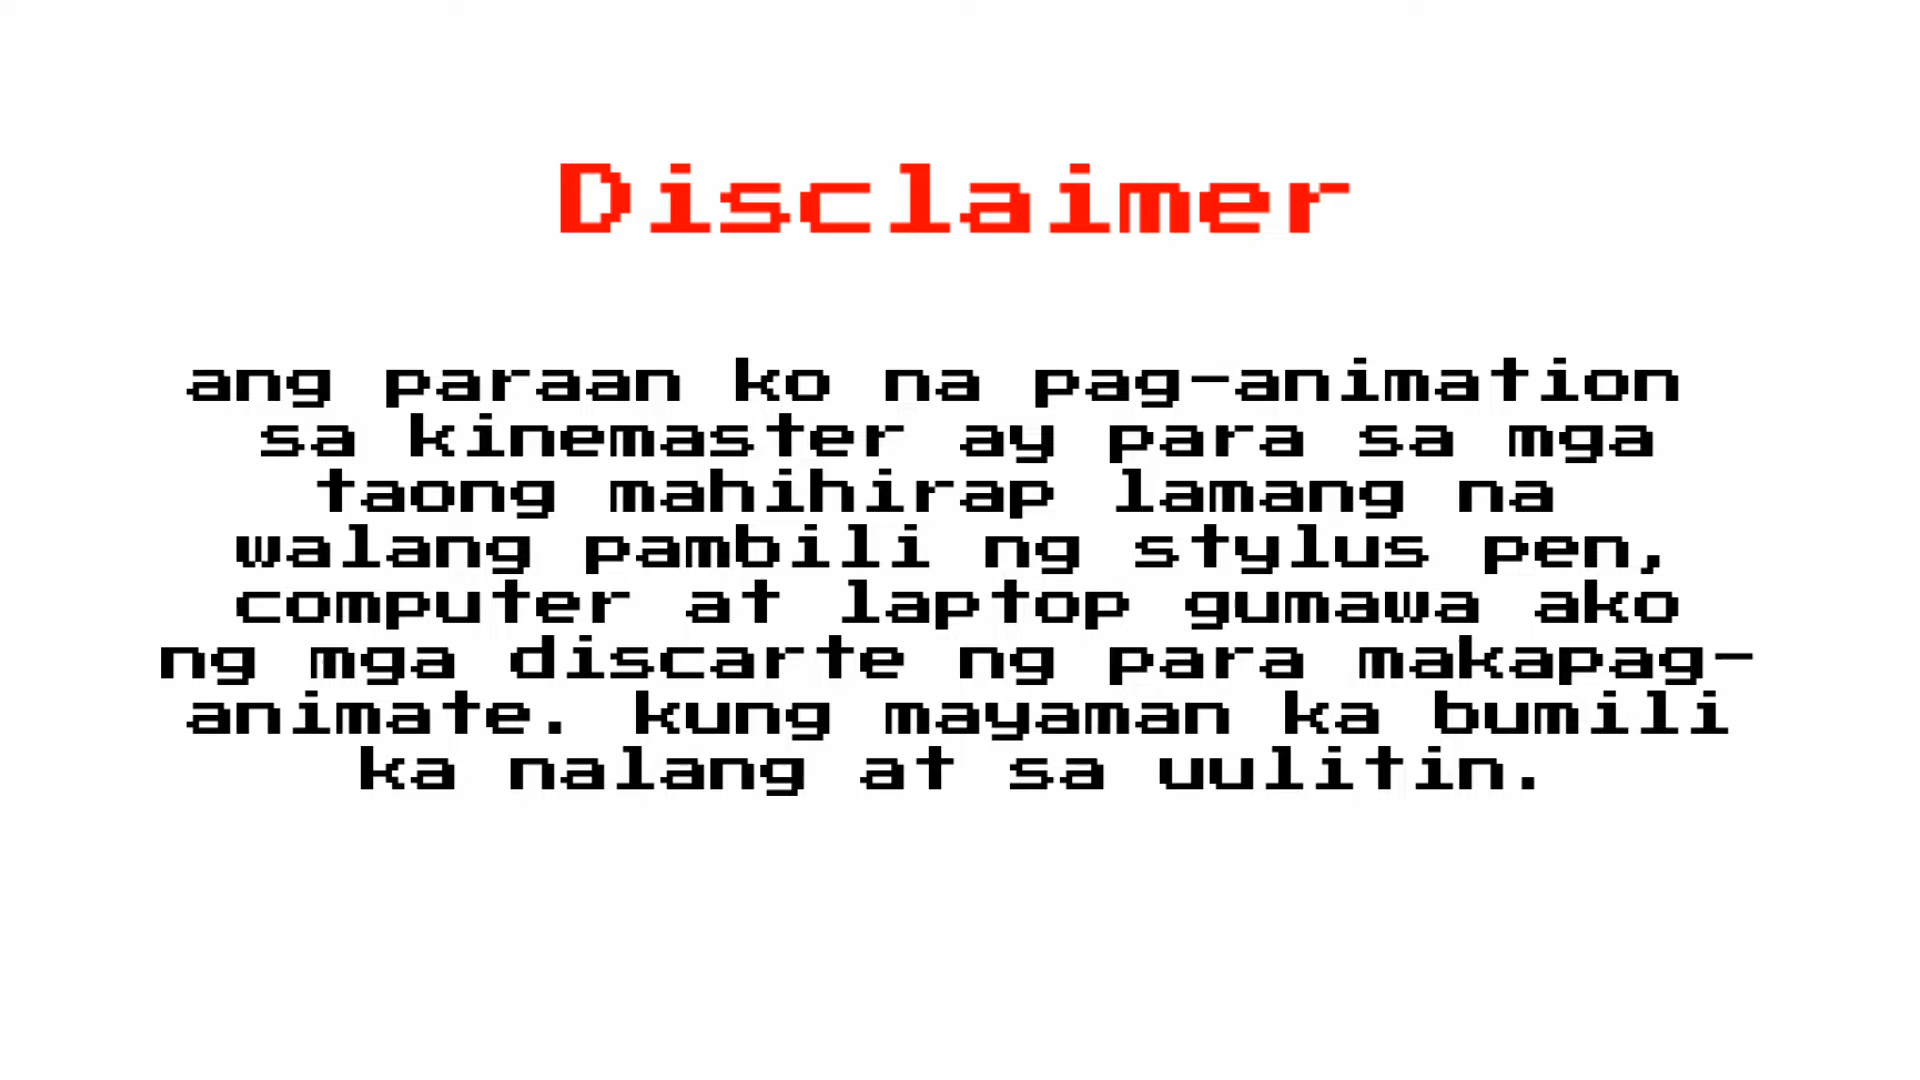 Disclaimer
ang paraan ko na pag-animation
sa kinemaster ay para sa mga
taong mahihirap lamang na
walang pambili ng stylus pen,
computer at laptop gumawa ako
ng mga discarte ng para makapag-
animate. kung mayaman ka bumili
ka nalang at sa uulitin.